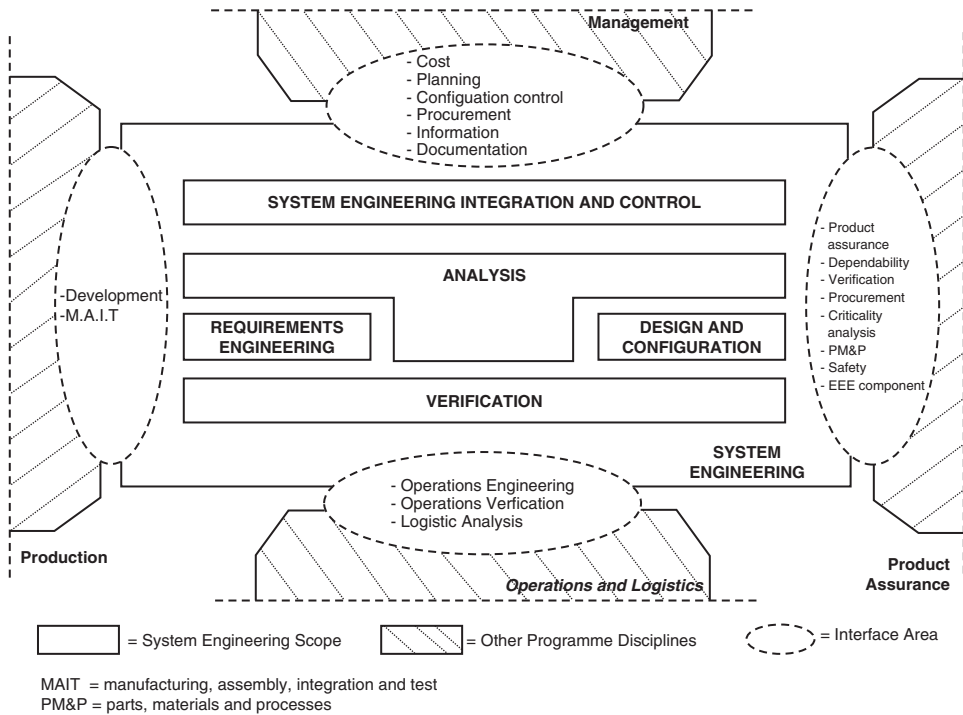 Management
- Cost
- Planning
- Configuation control
- Procurement
- Information
- Documentation
SYSTEM ENGINEERING INTEGRATION AND CONTROL
ANALYSIS
REQUIREMENTS
ENGINEERING
DESIGN AND
CONFIGURATION
VERIFICATION
-Development
-M.A.I.T
- Product
assurance
- Dependability
- Verification
- Procurement
- Criticality
analysis
- PM&P
- Safety
- EEE component
SYSTEM
ENGINEERING
- Operations Engineering
- Operations Verfication
- Logistic Analysis
Production
Operations and Logistics
Product
Assurance
= System Engineering Scope
= Other Programme Disciplines
= Interface Area
MAIT = manufacturing, assembly, integration and test
PM&P = parts, materials and processes